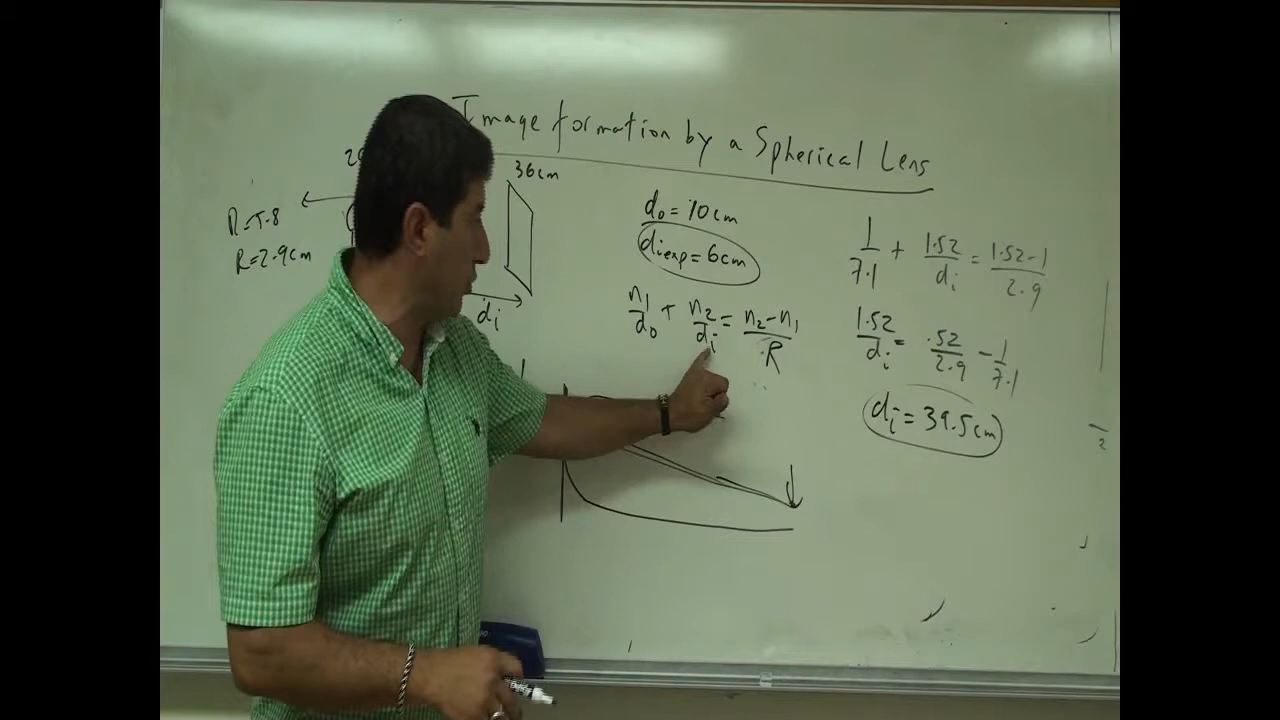 Image formation by a Spherical Lens
36cm
R=2.9cm
di
do=10cm
di exp=6cm
n1/do + n2/di = n2-n1/R
1/7.1 + 1.52/di = 1.52-1/2.9
1.52/di = .52/2.9 - 1/7.1
di=39.5cm